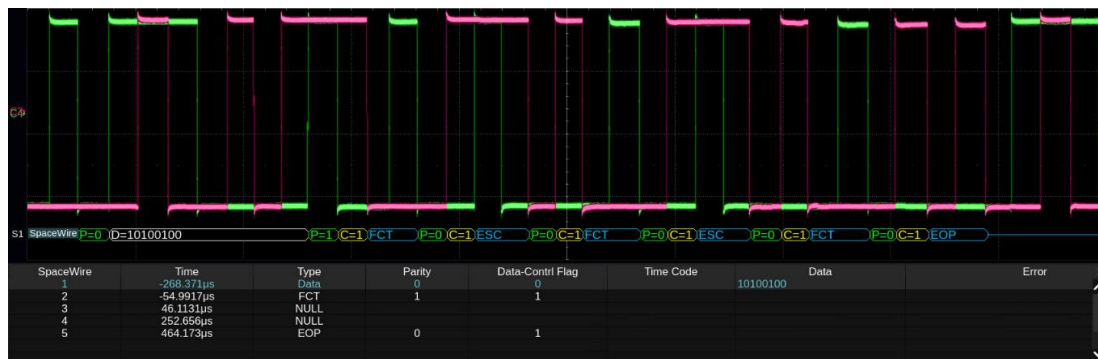 S1 SpaceWire P=0 D=10100100 P=1 C=1 FCT P=0 C=1 ESC P=0 C=1 FCT P=0 C=1 ESC P=0 C=1 FCT P=0 C=1 EOP
SpaceWire Time Type Parity Data-Contrl Flag Time Code Data Error
1 -268.371µs Data 0 0 10100100
2 -54.9917µs FCT 1 1
3 46.1131µs NULL
4 252.656µs NULL
5 464.173µs EOP 0 1